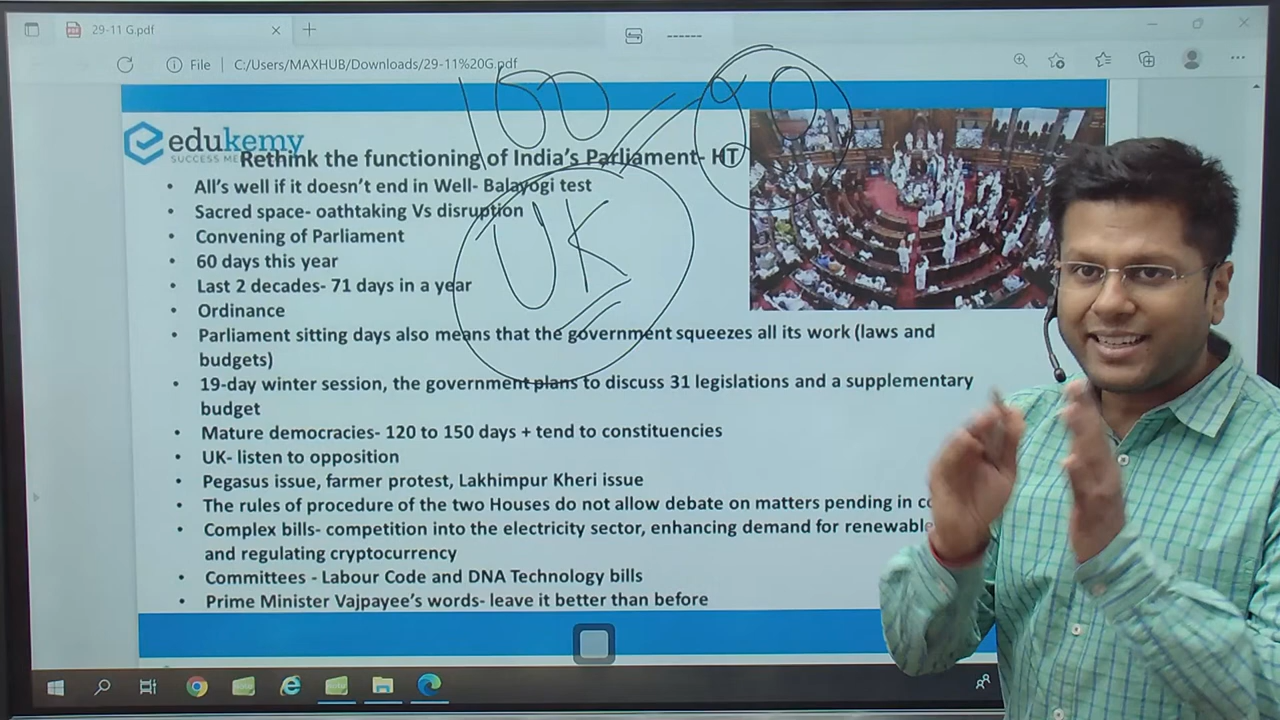 29-11 G.pdf
File C:/Users/MAXHUB/Downloads/29-11%20G.pdf
edukemy
Rethink the functioning of India's Parliament- HT
• All's well if it doesn't end in Well- Balayogi test
• Sacred space- oathtaking Vs disruption
• Convening of Parliament
• 60 days this year
• Last 2 decades- 71 days in a year
• Ordinance
• Parliament sitting days also means that the government squeezes all its work (laws and
budgets)
• 19-day winter session, the government plans to discuss 31 legislations and a supplementary
budget
• Mature democracies- 120 to 150 days + tend to constituencies
• UK- listen to opposition
• Pegasus issue, farmer protest, Lakhimpur Kheri issue
• The rules of procedure of the two Houses do not allow debate on matters pending in
• Complex bills- competition into the electricity sector, enhancing demand for
and regulating cryptocurrency
• Committees - Labour Code and DNA Technology bills
• Prime Minister Vajpayee's words- leave it better than before
UK